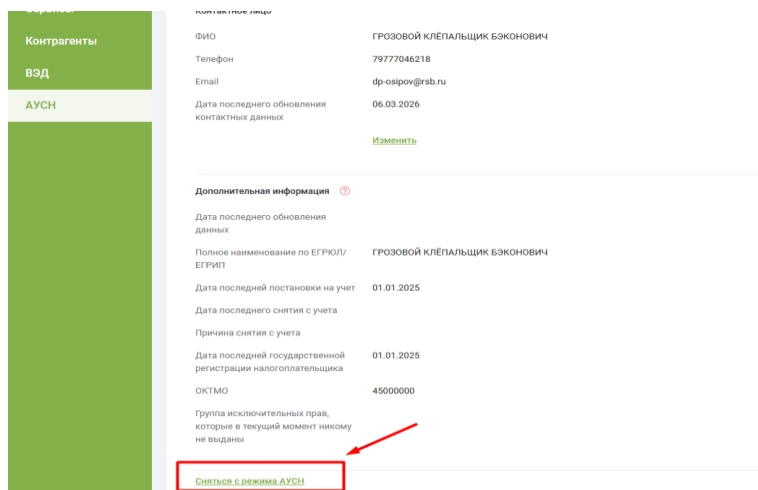 Контрагенты
ВЭД
АУСН
Контактное лицо
ФИО ГРОЗОВОЙ КЛЁПАЛЬЩИК БЭКОНОВИЧ
Телефон 79777046218
Email dp-osipov@rsb.ru
Дата последнего обновления 06.03.2026
контактных данных
Изменить
Дополнительная информация ?
Дата последнего обновления
данных
Полное наименование по ЕГРЮЛ/ ГРОЗОВОЙ КЛЁПАЛЬЩИК БЭКОНОВИЧ
ЕГРИП
Дата последней постановки на учет 01.01.2025
Дата последнего снятия с учета
Причина снятия с учета
Дата последней государственной 01.01.2025
регистрации налогоплательщика
ОКТМО 45000000
Группа исключительных прав,
которые в текущий момент никому
не выданы
Сняться с режима АУСН